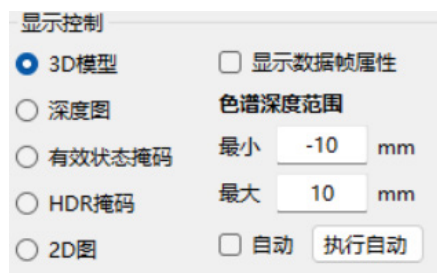 显示控制
3D模型
显示数据帧属性
深度图
色谱深度范围
有效状态掩码
最小 -10 mm
HDR掩码
最大 10 mm
2D图
自动 执行自动